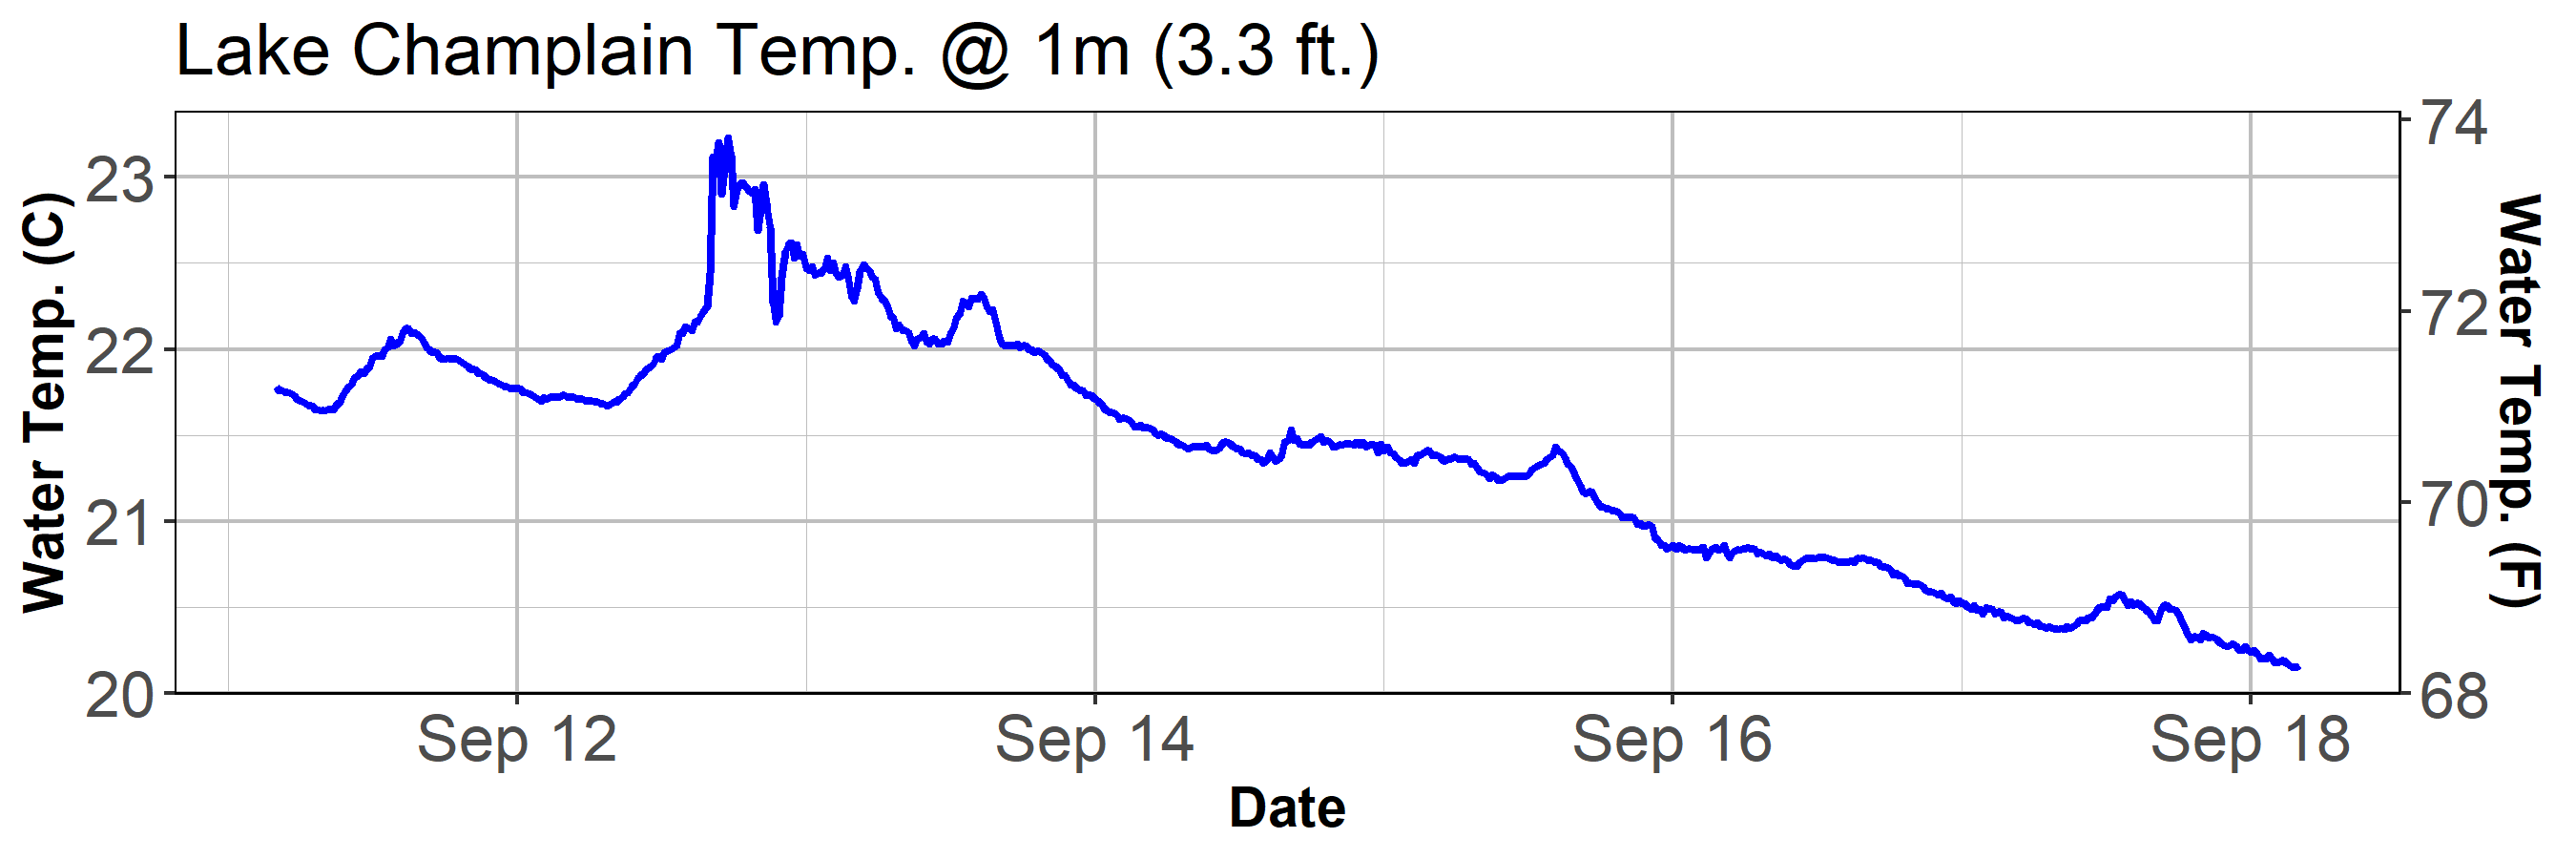 Lake Champlain Temp. @ 1m (3.3 ft.)
Water Temp. (C)
23
22
21
20
74
72
70
68
Water Temp. (F)
Sep 12
Sep 14
Sep 16
Sep 18
Date